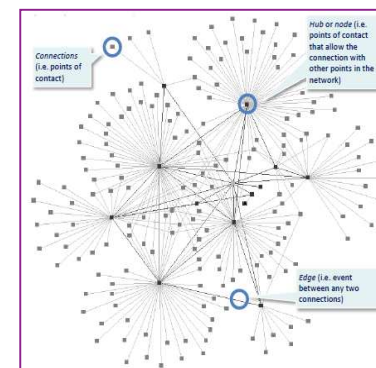 Connections
(i.e. points of
contact)
Hub or node (i.e.
points of contact
that allow the
connection with
other points in the
network)
Edge (i.e. event
between any two
connections)